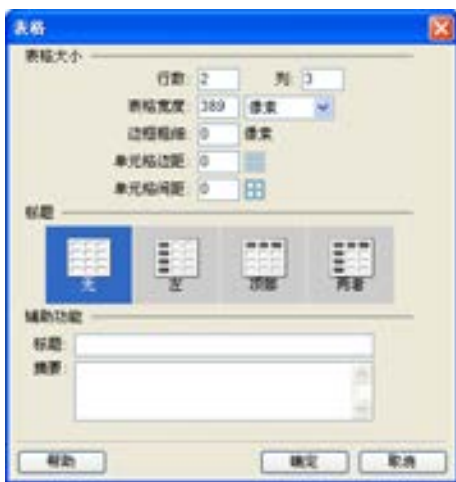 表格
表格大小
行数: 2 列: 3
表格宽度: 389 像素
边框粗细: 0 像素
单元格边距: 0
单元格间距: 0
标题
无 左 顶部 两者
辅助功能
标题:
摘要:
帮助 确定 取消